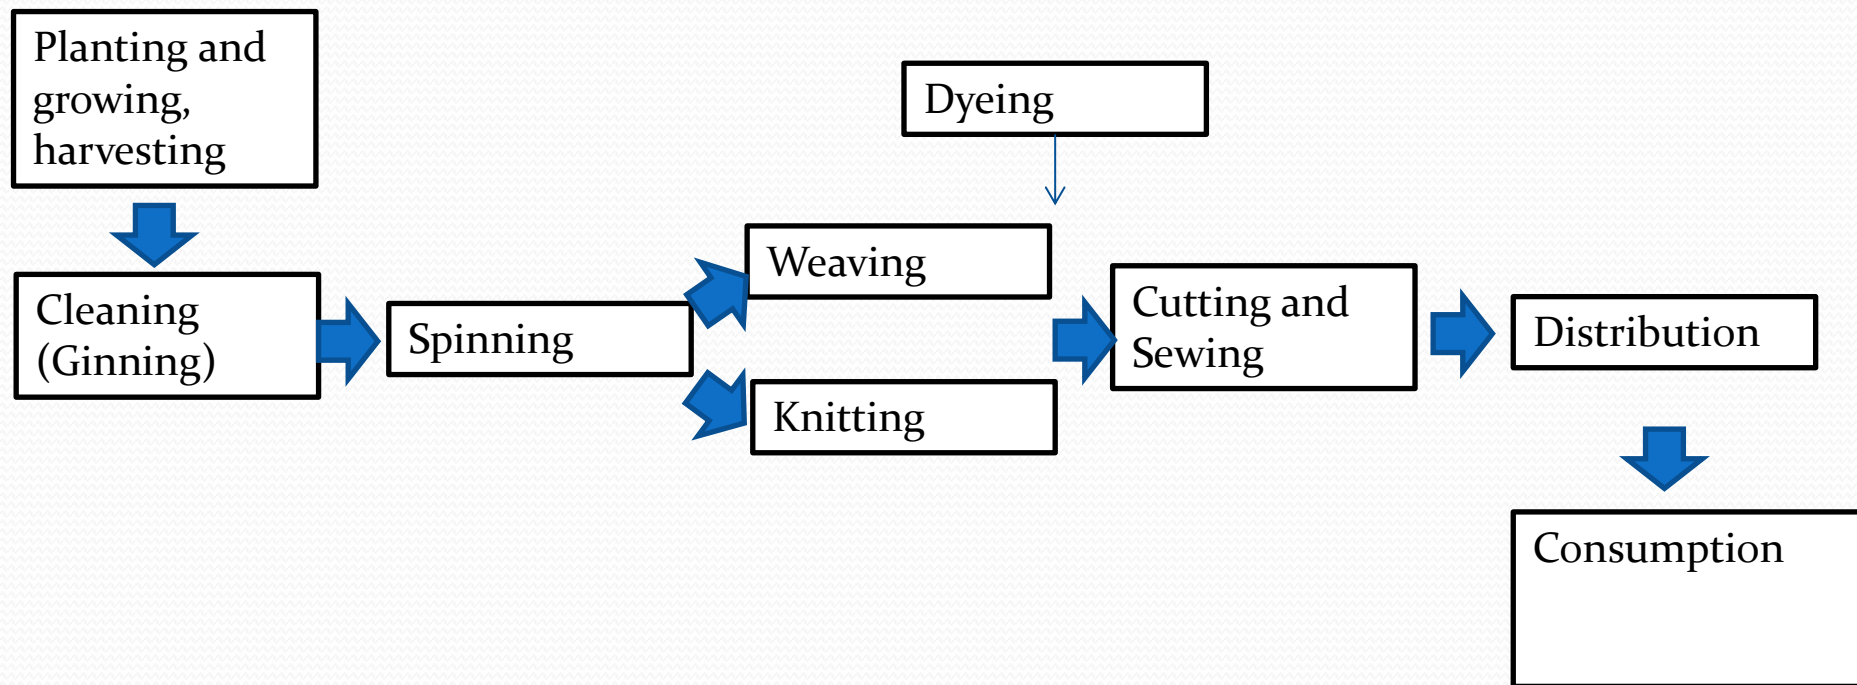 Planting and
growing,
harvesting
Dyeing
Weaving
Cleaning
(Ginning)
Spinning
Cutting and
Sewing
Distribution
Knitting
Consumption